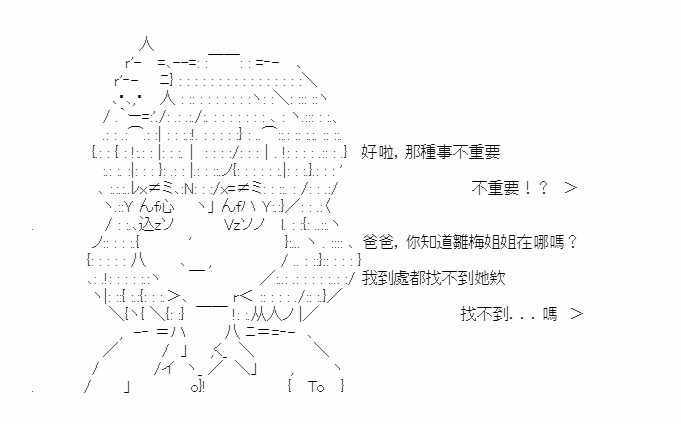 好啦，那種事不重要
不重要！？ ＞
爸爸，你知道雛梅姐姐在哪嗎？
我到處都找不到她欸
找不到．．．嗎 ＞